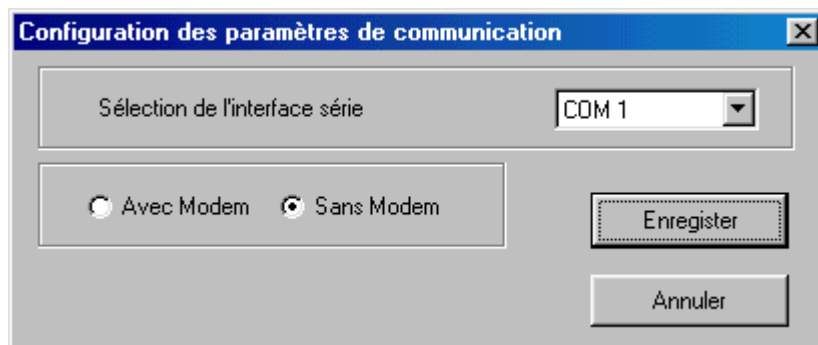 Configuration des paramètres de communication
Sélection de l'interface série
COM 1
Avec Modem
Sans Modem
Enregister
Annuler